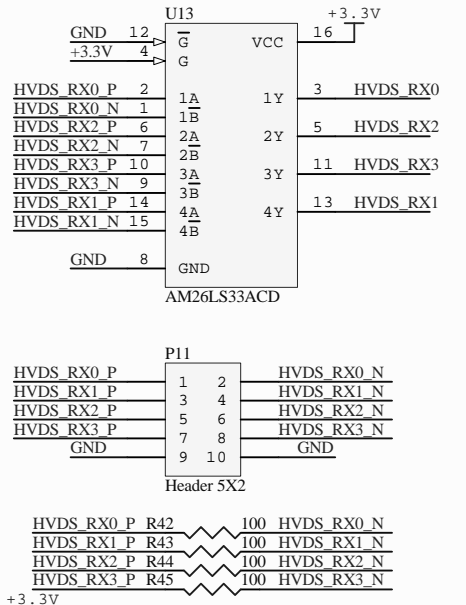 U13
+3.3V
GND 12 G VCC 16
+3.3V 4 G
HVDS_RX0_P 2 1A 1Y 3 HVDS_RX0
HVDS_RX0_N 1 1B
HVDS_RX2_P 6 2A 2Y 5 HVDS_RX2
HVDS_RX2_N 7 2B
HVDS_RX3_P 10 3A 3Y 11 HVDS_RX3
HVDS_RX3_N 9 3B
HVDS_RX1_P 14 4A 4Y 13 HVDS_RX1
HVDS_RX1_N 15 4B
GND 8 GND
AM26LS33ACD
P11
HVDS_RX0_P 1 2 HVDS_RX0_N
HVDS_RX1_P 3 4 HVDS_RX1_N
HVDS_RX2_P 5 6 HVDS_RX2_N
HVDS_RX3_P 7 8 HVDS_RX3_N
GND 9 10 GND
Header 5X2
HVDS_RX0_P R42 100 HVDS_RX0_N
HVDS_RX1_P R43 100 HVDS_RX1_N
HVDS_RX2_P R44 100 HVDS_RX2_N
HVDS_RX3_P R45 100 HVDS_RX3_N
+3.3V